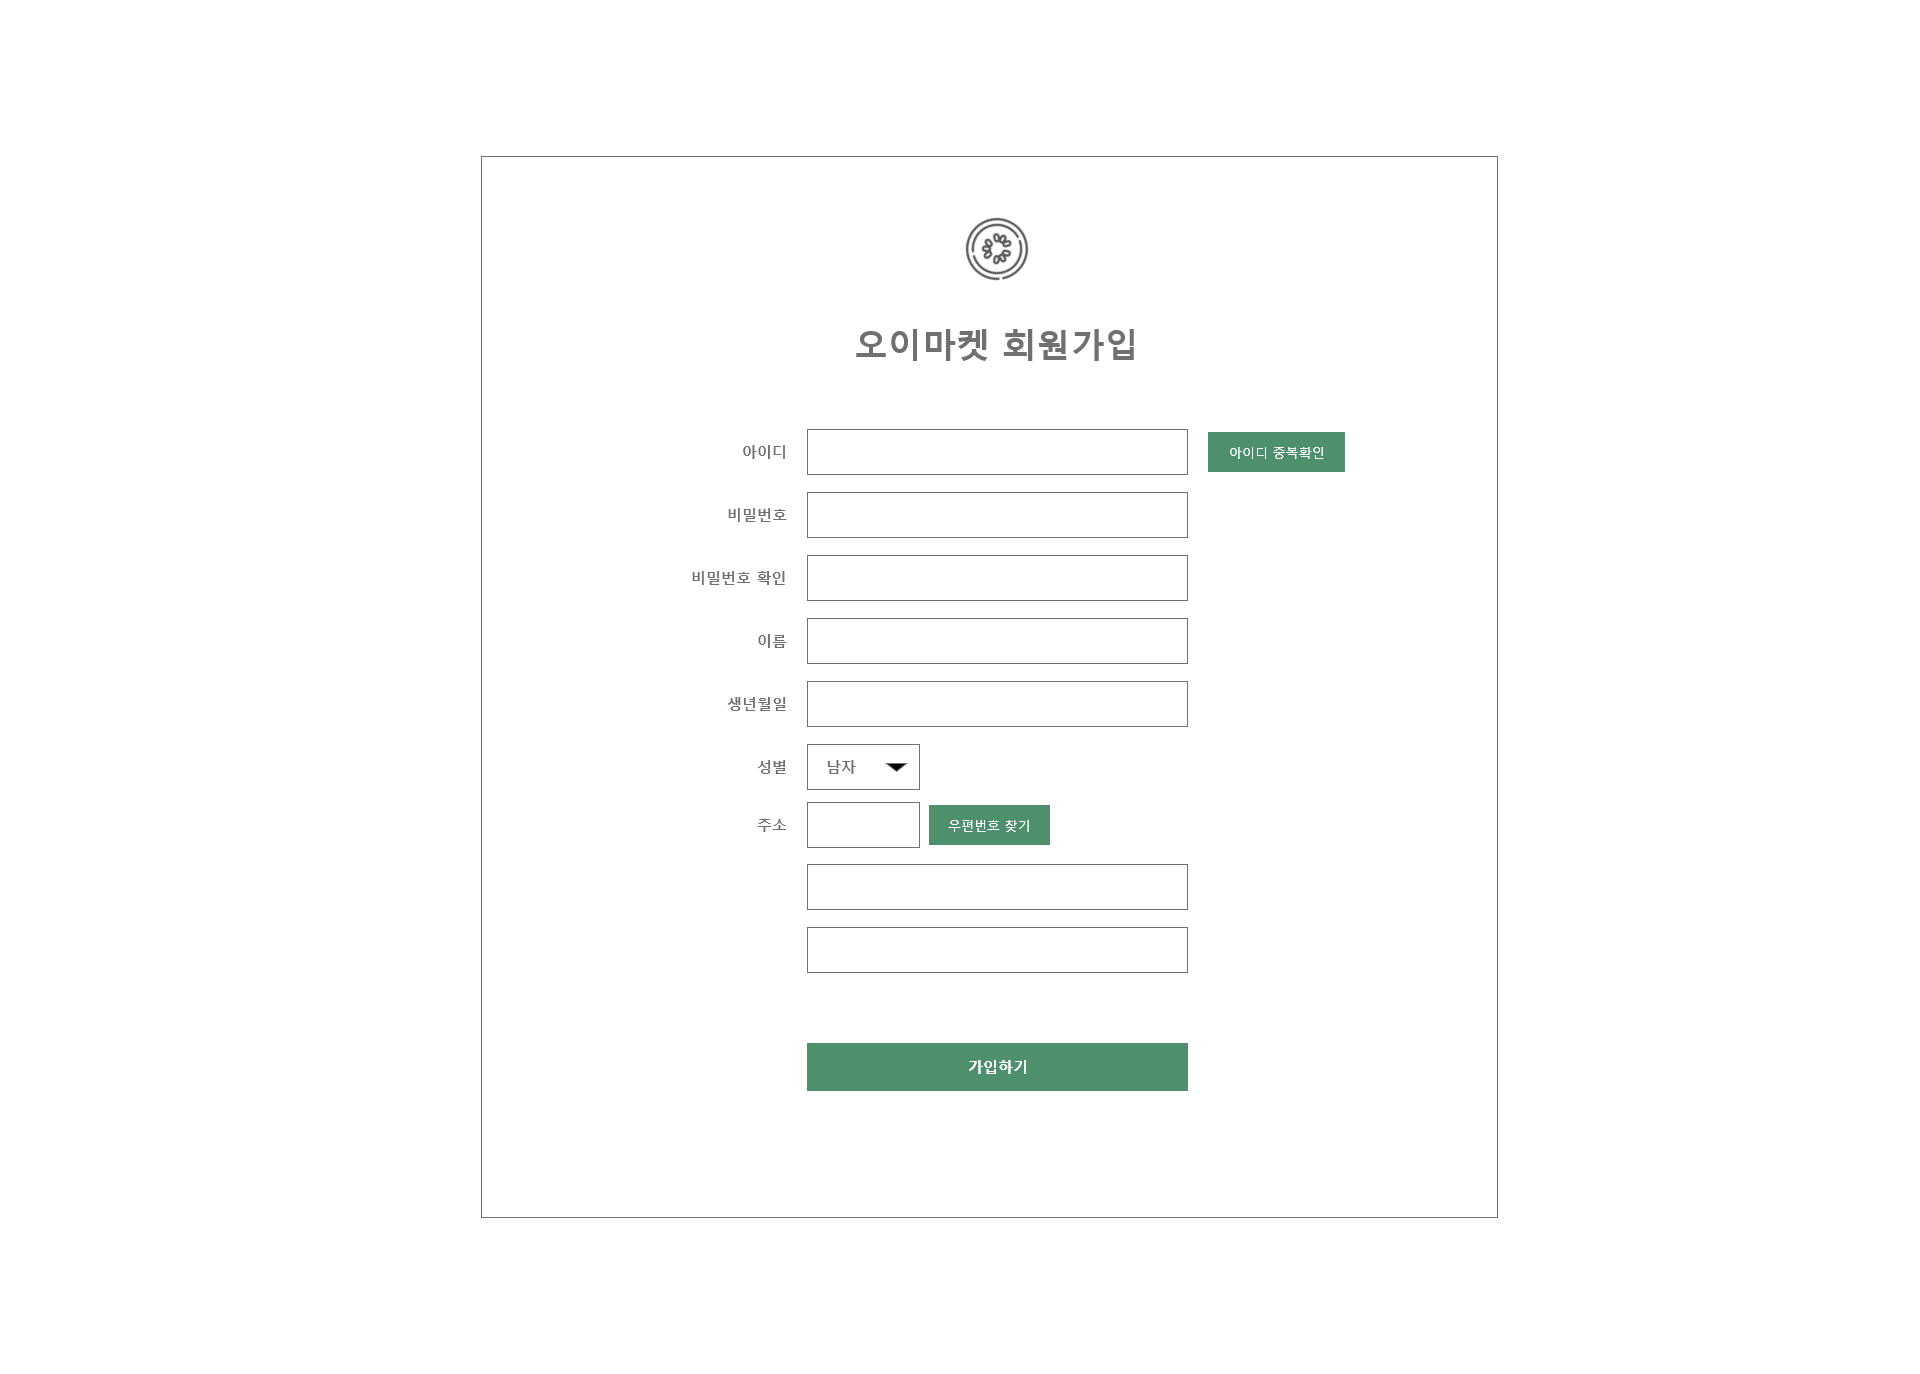 오이마켓 회원가입
아이디
아이디 중복확인
비밀번호
비밀번호 확인
이름
생년월일
성별
남자
주소
우편번호 찾기
가입하기